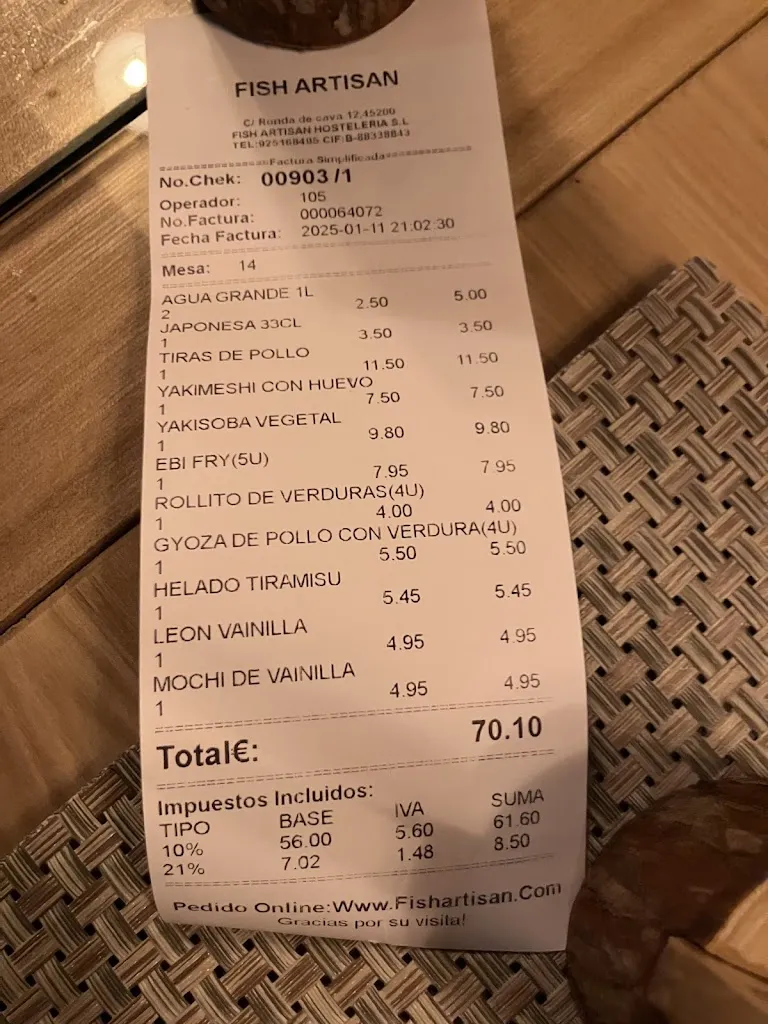 FISH ARTISAN
C/ Ronda de cava 12,45200
FISH ARTISAN HOSTELERIA S.L
TEL:925168485 CIF:B-88338843
Factura Simplificada
No.Chek: 00903 /1
Operador: 105
No.Factura: 000064072
Fecha Factura: 2025-01-11 21:02:30
Mesa: 14
AGUA GRANDE 1L
2 2.50 5.00
JAPONESA 33CL
1 3.50 3.50
TIRAS DE POLLO
1 11.50 11.50
YAKIMESHI CON HUEVO
1 7.50 7.50
YAKISOBA VEGETAL
1 9.80 9.80
EBI FRY(5U)
1 7.95 7.95
ROLLITO DE VERDURAS(4U)
1 4.00 4.00
GYOZA DE POLLO CON VERDURA(4U)
1 5.50 5.50
HELADO TIRAMISU
1 5.45 5.45
LEON VAINILLA
1 4.95 4.95
MOCHI DE VAINILLA
1 4.95 4.95
Total€: 70.10
Impuestos Incluidos:
TIPO BASE IVA SUMA
10% 56.00 5.60 61.60
21% 7.02 1.48 8.50
Pedido Online:Www.Fishartisan.Com
Gracias por su visita!